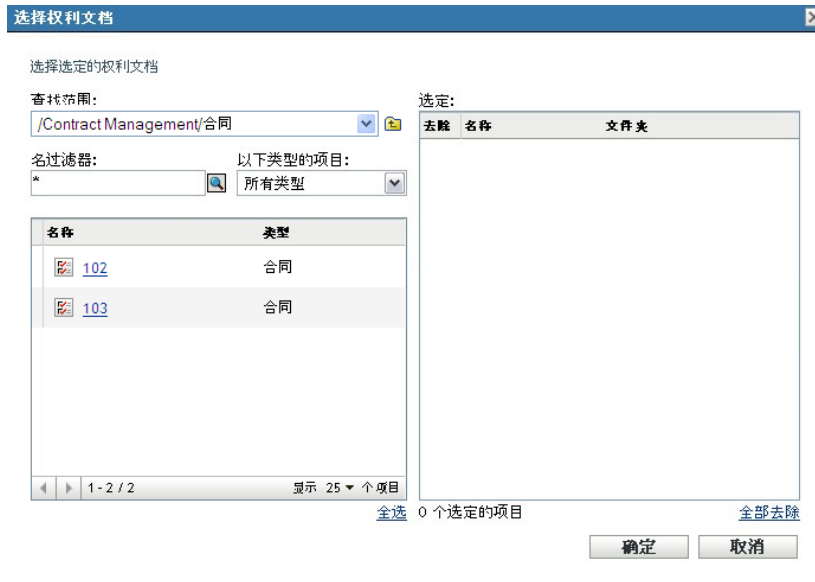 选择权利文档
选择选定的权利文档
查找范围:
/Contract Management/合同
名过滤器:
以下类型的项目:
*
所有类型
名称 类型
102 合同
103 合同
1 - 2 / 2 显示 25 个项目
全选
选定:
去除 名称 文件夹
0 个选定的项目 全部去除
确定 取消